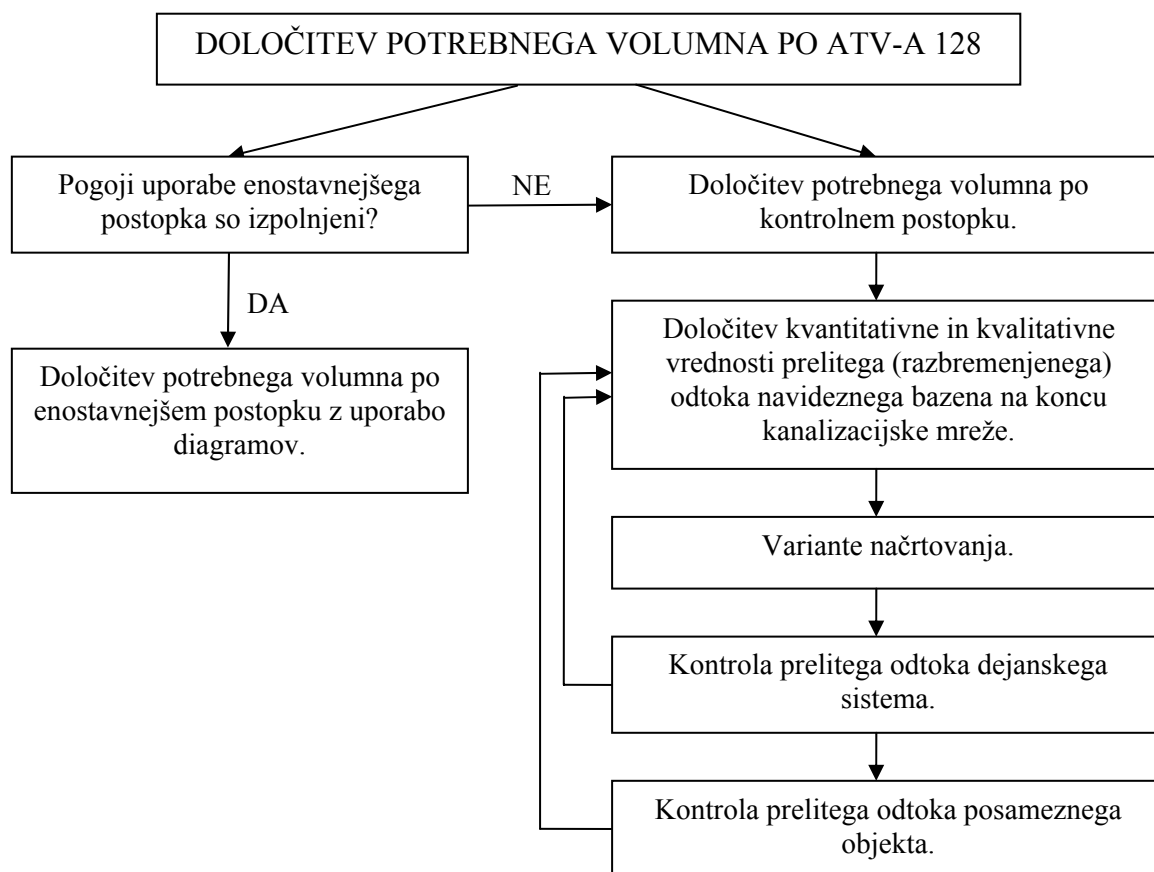 DOLOČITEV POTREBNEGA VOLUMNA PO ATV-A 128
Pogoji uporabe enostavnejšega
postopka so izpolnjeni?
NE
Določitev potrebnega volumna po
kontrolnem postopku.
DA
Določitev potrebnega volumna po
enostavnejšem postopku z uporabo
diagramov.
Določitev kvantitativne in kvalitativne
vrednosti prelitega (razbremenjenega)
odtoka navideznega bazena na koncu
kanalizacijske mreže.
Variante načrtovanja.
Kontrola prelitega odtoka dejanskega
sistema.
Kontrola prelitega odtoka posameznega
objekta.